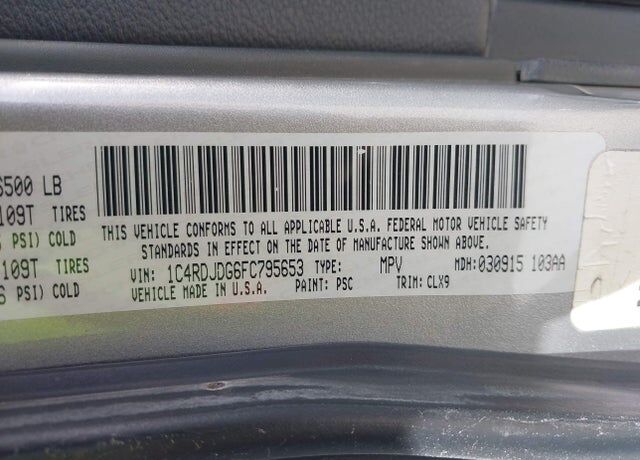 6500 LB
109T TIRES
PSI) COLD
109T TIRES
PSI) COLD
THIS VEHICLE CONFORMS TO ALL APPLICABLE U.S.A. FEDERAL MOTOR VEHICLE SAFETY
STANDARDS IN EFFECT ON THE DATE OF MANUFACTURE SHOWN ABOVE.
VIN: 1C4RDJDG6FC795653 TYPE: MPV MDH: 030915 103AA
VEHICLE MADE IN U.S.A. PAINT: PSC TRIM: CLX9